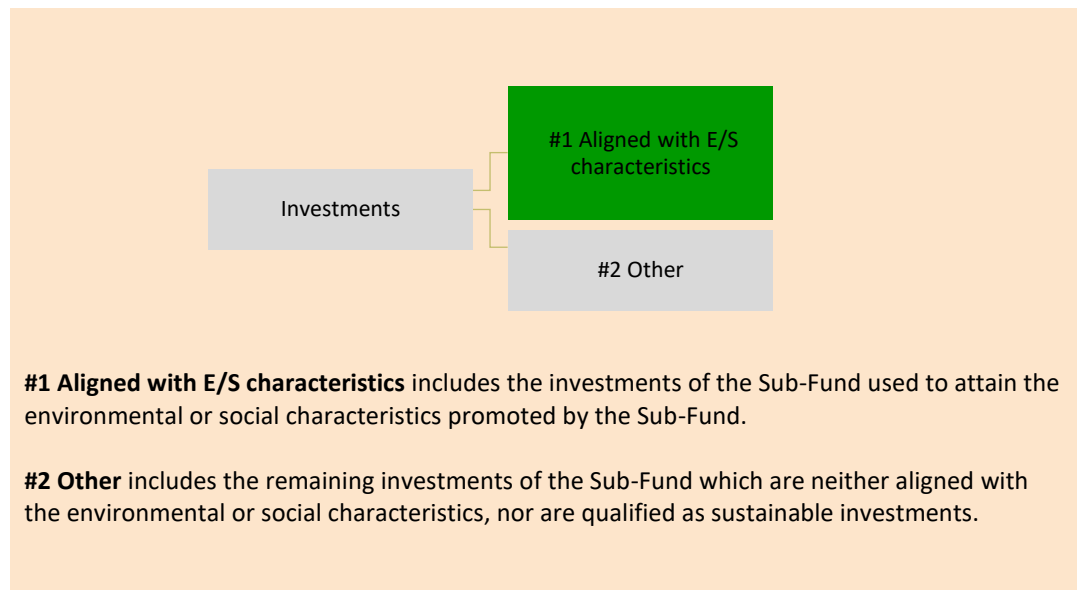 #1 Aligned with E/S
characteristics
Investments
#2 Other
#1 Aligned with E/S characteristics includes the investments of the Sub-Fund used to attain the
environmental or social characteristics promoted by the Sub-Fund.
#2 Other includes the remaining investments of the Sub-Fund which are neither aligned with
the environmental or social characteristics, nor are qualified as sustainable investments.